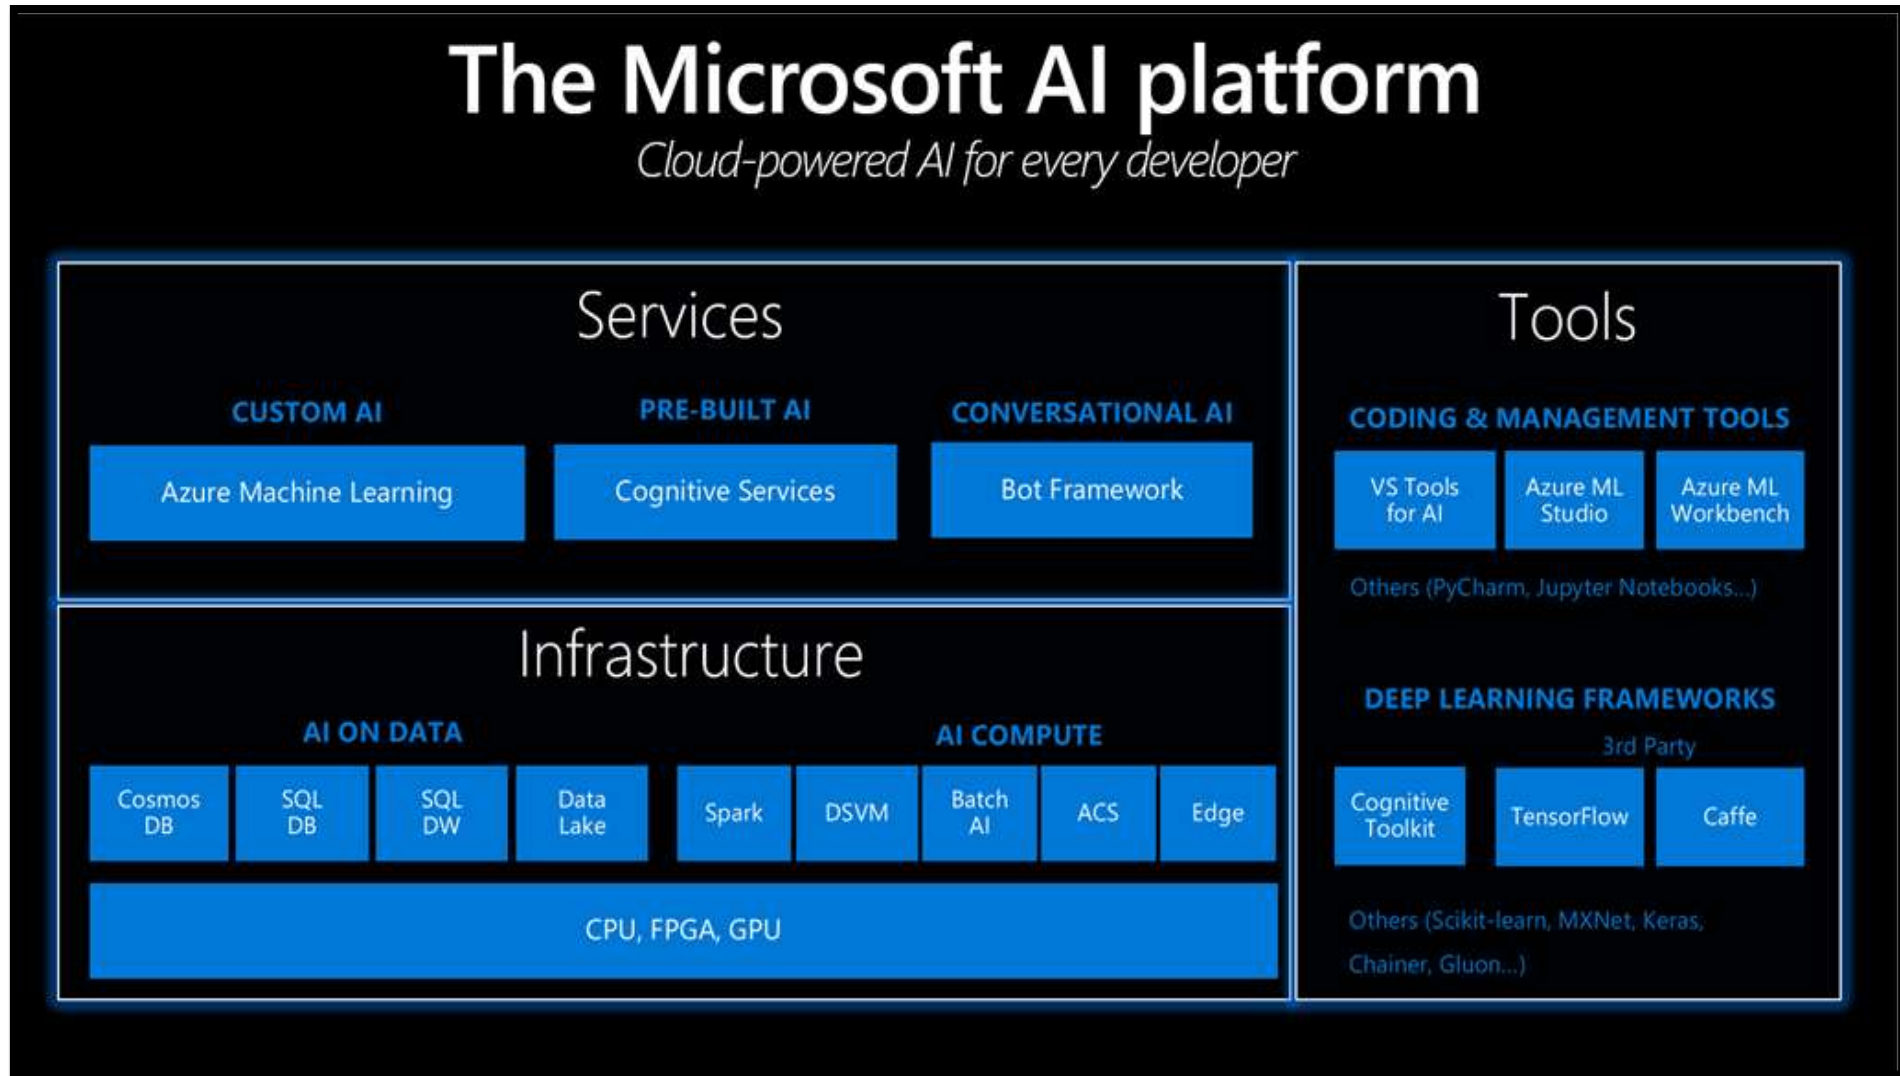 The Microsoft AI platform
Cloud-powered AI for every developer
Services
CUSTOM AI
PRE-BUILT AI
CONVERSATIONAL AI
Azure Machine Learning
Cognitive Services
Bot Framework
Infrastructure
AI ON DATA
AI COMPUTE
Cosmos
DB
SQL
DB
SQL
DW
Data
Lake
Spark
DSVM
Batch
AI
ACS
Edge
CPU, FPGA, GPU
Tools
CODING & MANAGEMENT TOOLS
VS Tools
for AI
Azure ML
Studio
Azure ML
Workbench
Others (PyCharm, Jupyter Notebooks...)
DEEP LEARNING FRAMEWORKS
3rd Party
Cognitive
Toolkit
TensorFlow
Caffe
Others (Scikit-learn, MXNet, Keras,
Chainer, Gluon...)